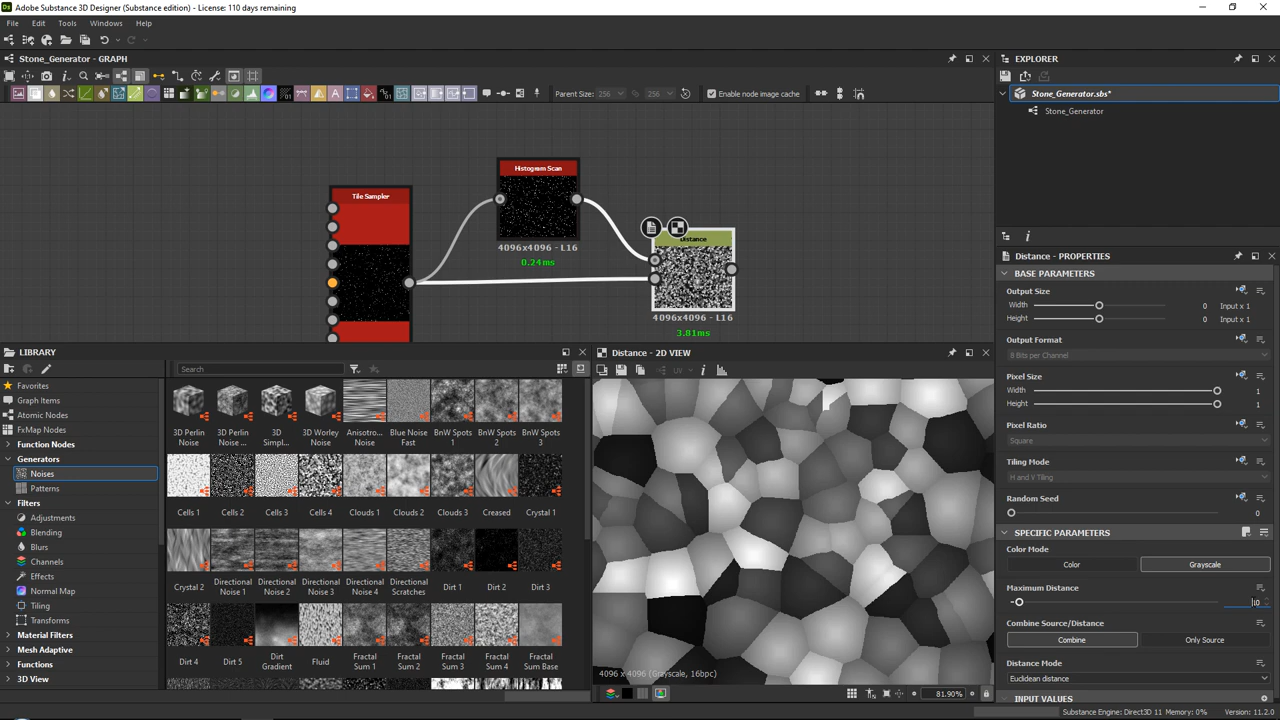 Adobe Substance 3D Designer (Substance edition) - License: 110 days remaining
File Edit Tools Windows Help
Stone_Generator - GRAPH
Parent Size: 256 256 Enable node image cache
Tile Sampler
Histogram Scan
4096x4096 - L16
0.24ms
Distance
4096x4096 - L16
3.81ms
LIBRARY
Search
Favorites
Graph Items
Atomic Nodes
FxMap Nodes
Function Nodes
Generators
Noises
Patterns
Filters
Adjustments
Blending
Blurs
Channels
Effects
Normal Map
Tiling
Transforms
Material Filters
Mesh Adaptive
Functions
3D View
3D Perlin Noise
3D Perlin Noise ...
3D Simpl...
3D Worley Noise
Anisotro... Noise
Blue Noise Fast
BnW Spots 1
BnW Spots 2
BnW Spots 3
Cells 1
Cells 2
Cells 3
Cells 4
Clouds 1
Clouds 2
Clouds 3
Creased
Crystal 1
Crystal 2
Directional Noise 1
Directional Noise 2
Directional Noise 3
Directional Noise 4
Directional Scratches
Dirt 1
Dirt 2
Dirt 3
Dirt 4
Dirt 5
Dirt Gradient
Fluid
Fractal Sum 1
Fractal Sum 2
Fractal Sum 3
Fractal Sum 4
Fractal Sum Base
Distance - 2D VIEW
UV
4096 x 4096 (Grayscale, 16bpc)
81.90%
EXPLORER
Stone_Generator.sbs*
Stone_Generator
Distance - PROPERTIES
BASE PARAMETERS
Output Size
Width 0 Input x 1
Height 0 Input x 1
Output Format
8 Bits per Channel
Pixel Size
Width 1
Height 1
Pixel Ratio
Square
Tiling Mode
H and V Tiling
Random Seed
0
SPECIFIC PARAMETERS
Color Mode
Color Grayscale
Maximum Distance
Combine Source/Distance
Combine Only Source
Distance Mode
Euclidean distance
INPUT VALUES
Substance Engine: Direct3D 11 Memory: 0% Version: 11.2.0